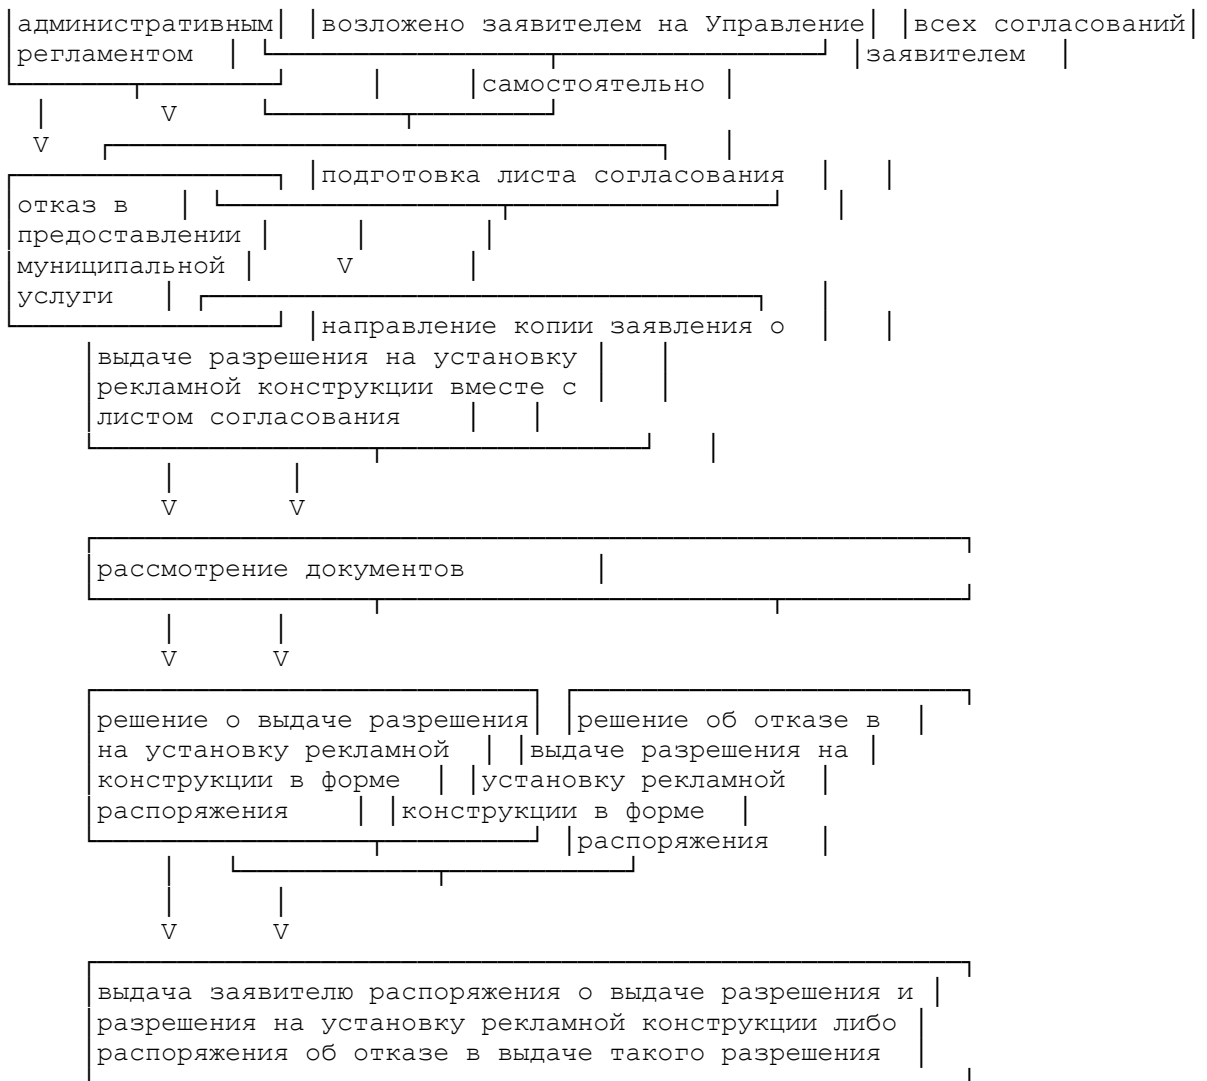 административным возложено заявителем на Управление всех согласований
регламентом заявителем
самостоятельно
V
V
подготовка листа согласования
отказ в
предоставлении
муниципальной V
услуги
направление копии заявления о
выдаче разрешения на установку
рекламной конструкции вместе с
листом согласования
V V
рассмотрение документов
V V
решение о выдаче разрешения решение об отказе в
на установку рекламной выдаче разрешения на
конструкции в форме установку рекламной
распоряжения конструкции в форме
распоряжения
V V
выдача заявителю распоряжения о выдаче разрешения и
разрешения на установку рекламной конструкции либо
распоряжения об отказе в выдаче такого разрешения